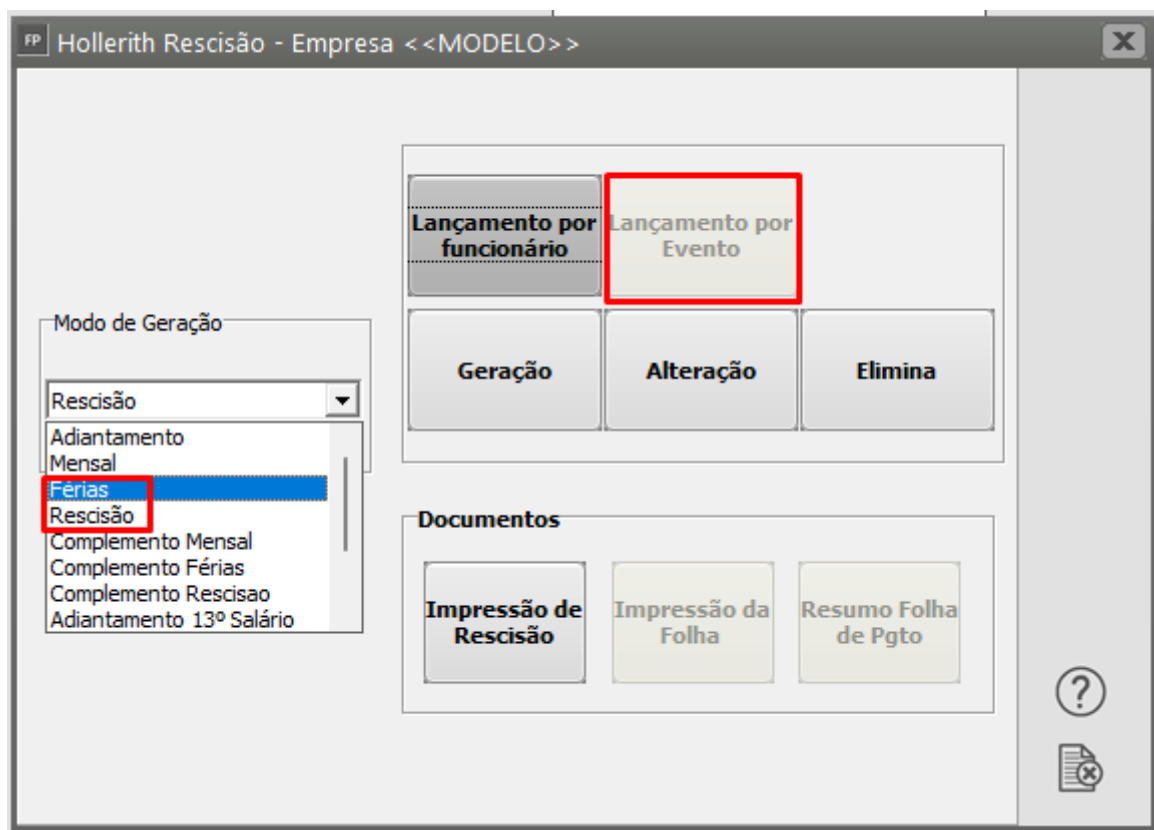 FP Hollerith Rescisão - Empresa <<MODELO>>
Lançamento por
funcionário
Lançamento por
Evento
Modo de Geração
Rescisão
Adiantamento
Mensal
Férias
Rescisão
Complemento Mensal
Complemento Férias
Complemento Rescisao
Adiantamento 13º Salário
Geração
Alteração
Elimina
Documentos
Impressão de
Rescisão
Impressão da
Folha
Resumo Folha
de Pgto
?